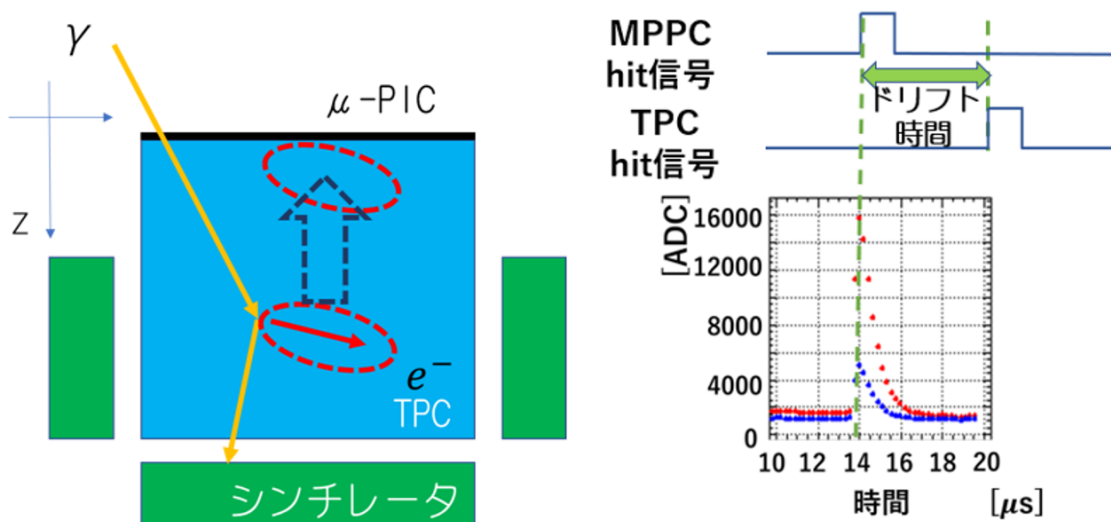 γ
μ-PIC
z
e⁻
TPC
シンチレータ
MPPC
hit信号
ドリフト
時間
TPC
hit信号
[ADC]
16000
12000
8000
4000
0
10 12 14 16 18 20
時間 [μs]